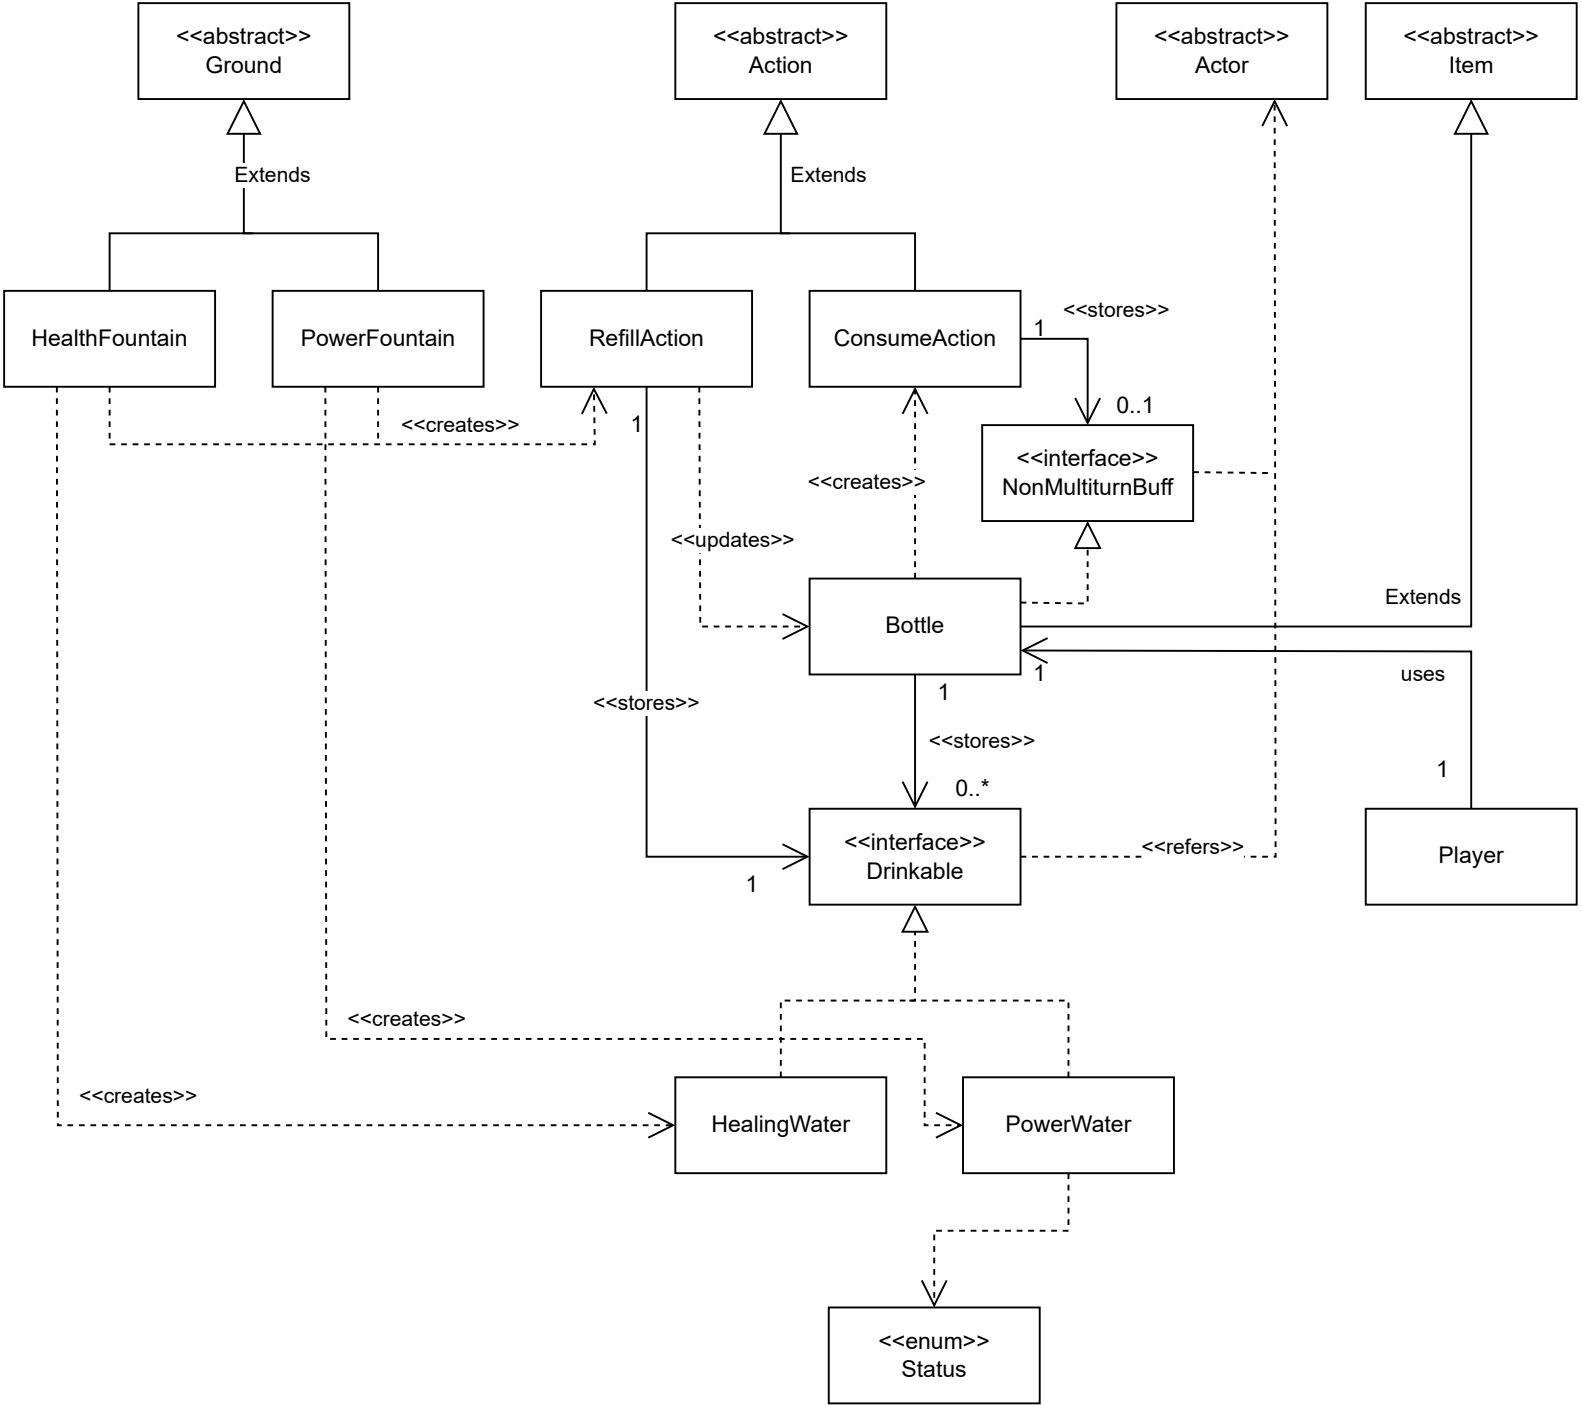 <<abstract>>
Ground
<<abstract>>
Action
<<abstract>>
Actor
<<abstract>>
Item
Extends
Extends
HealthFountain
PowerFountain
RefillAction
ConsumeAction
<<stores>>
1
0..1
<<creates>>
1
<<interface>>
NonMultiturnBuff
<<creates>>
<<updates>>
Extends
Bottle
1
uses
1
<<stores>>
<<stores>>
1
0..*
<<interface>>
Drinkable
<<refers>>
Player
1
<<creates>>
<<creates>>
HealingWater
PowerWater
<<enum>>
Status